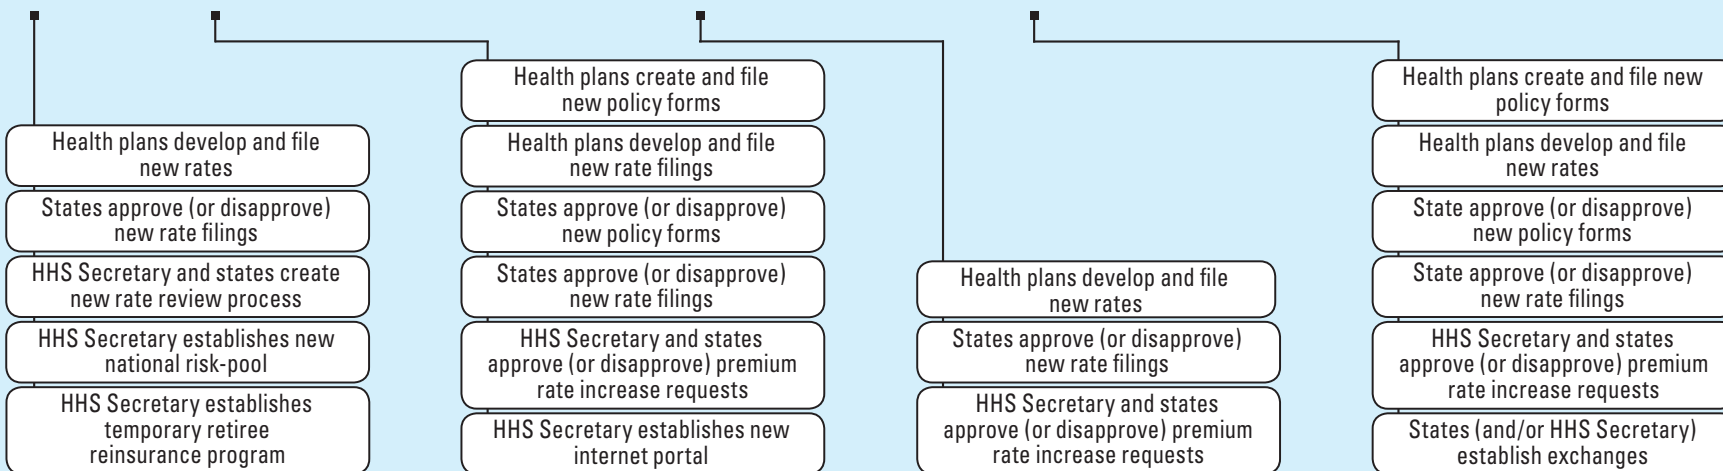 Health plans develop and file
new rates
States approve (or disapprove)
new rate filings
HHS Secretary and states create
new rate review process
HHS Secretary establishes new
national risk-pool
HHS Secretary establishes
temporary retiree
reinsurance program
Health plans create and file
new policy forms
Health plans develop and file
new rate filings
States approve (or disapprove)
new policy forms
States approve (or disapprove)
new rate filings
HHS Secretary and states
approve (or disapprove) premium
rate increase requests
HHS Secretary establishes new
internet portal
Health plans develop and file
new rates
States approve (or disapprove)
new rate filings
HHS Secretary and states
approve (or disapprove) premium
rate increase requests
Health plans create and file new
policy forms
Health plans develop and file
new rates
State approve (or disapprove)
new policy forms
State approve (or disapprove)
new rate filings
HHS Secretary and states
approve (or disapprove) premium
rate increase requests
States (and/or HHS Secretary)
establish exchanges